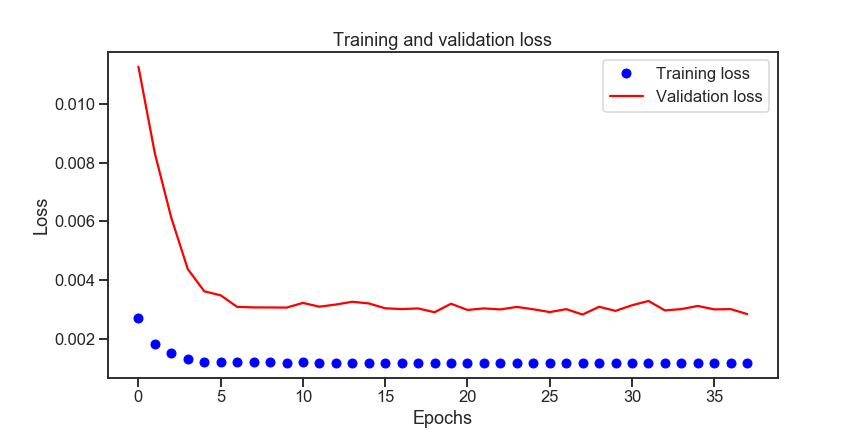 Training and validation loss
Training loss
Validation loss
0.010
0.008
0.006
0.004
0.002
Loss
0 5 10 15 20 25 30 35
Epochs